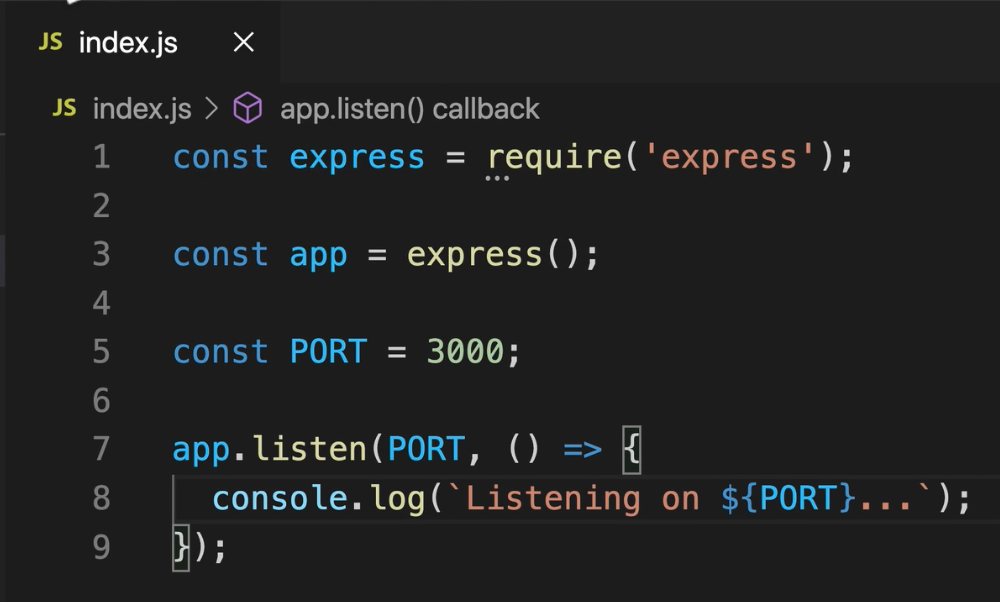 JS index.js ×
JS index.js > app.listen() callback
1 const express = require('express');
2
3 const app = express();
4
5 const PORT = 3000;
6
7 app.listen(PORT, () => {
8   console.log(`Listening on ${PORT}...`);
9 });